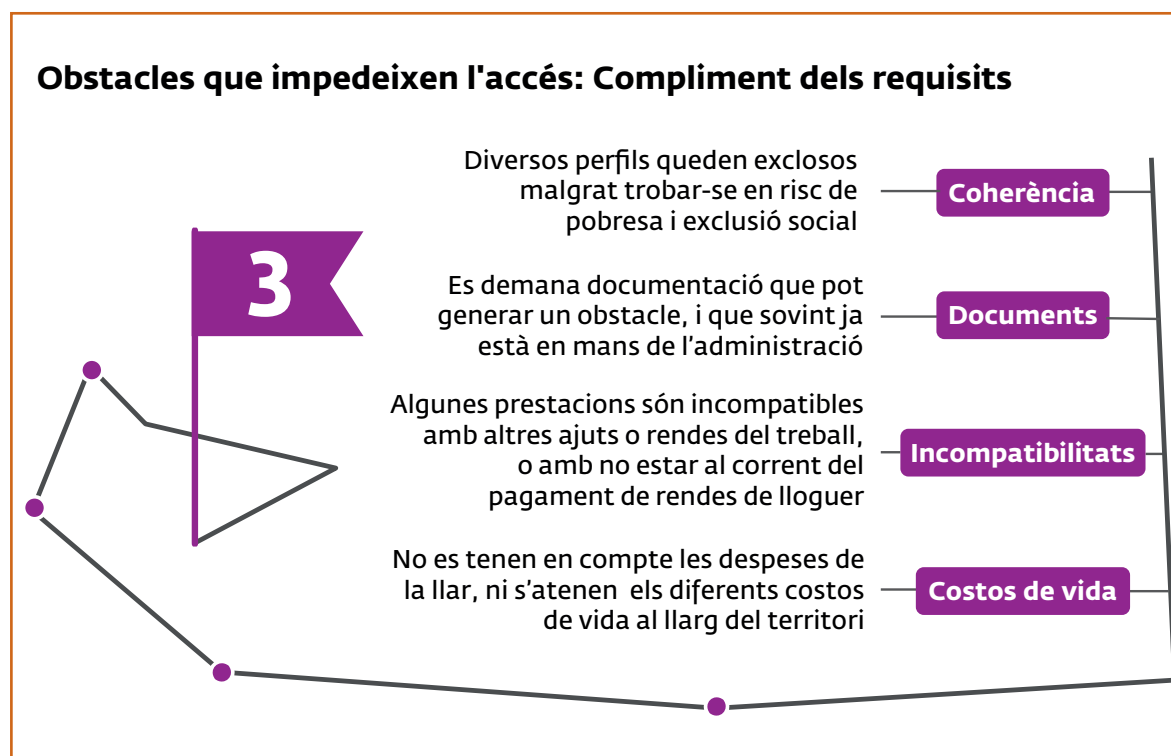 Obstacles que impedeixen l'accés: Compliment dels requisits
3
Diversos perfils queden exclosos
malgrat trobar-se en risc de
pobresa i exclusió social
Coherència
Es demana documentació que pot
generar un obstacle, i que sovint ja
està en mans de l’administració
Documents
Algunes prestacions són incompatibles
amb altres ajuts o rendes del treball,
o amb no estar al corrent del
pagament de rendes de lloguer
Incompatibilitats
No es tenen en compte les despeses de
la llar, ni s’atenen els diferents costos
de vida al llarg del territori
Costos de vida